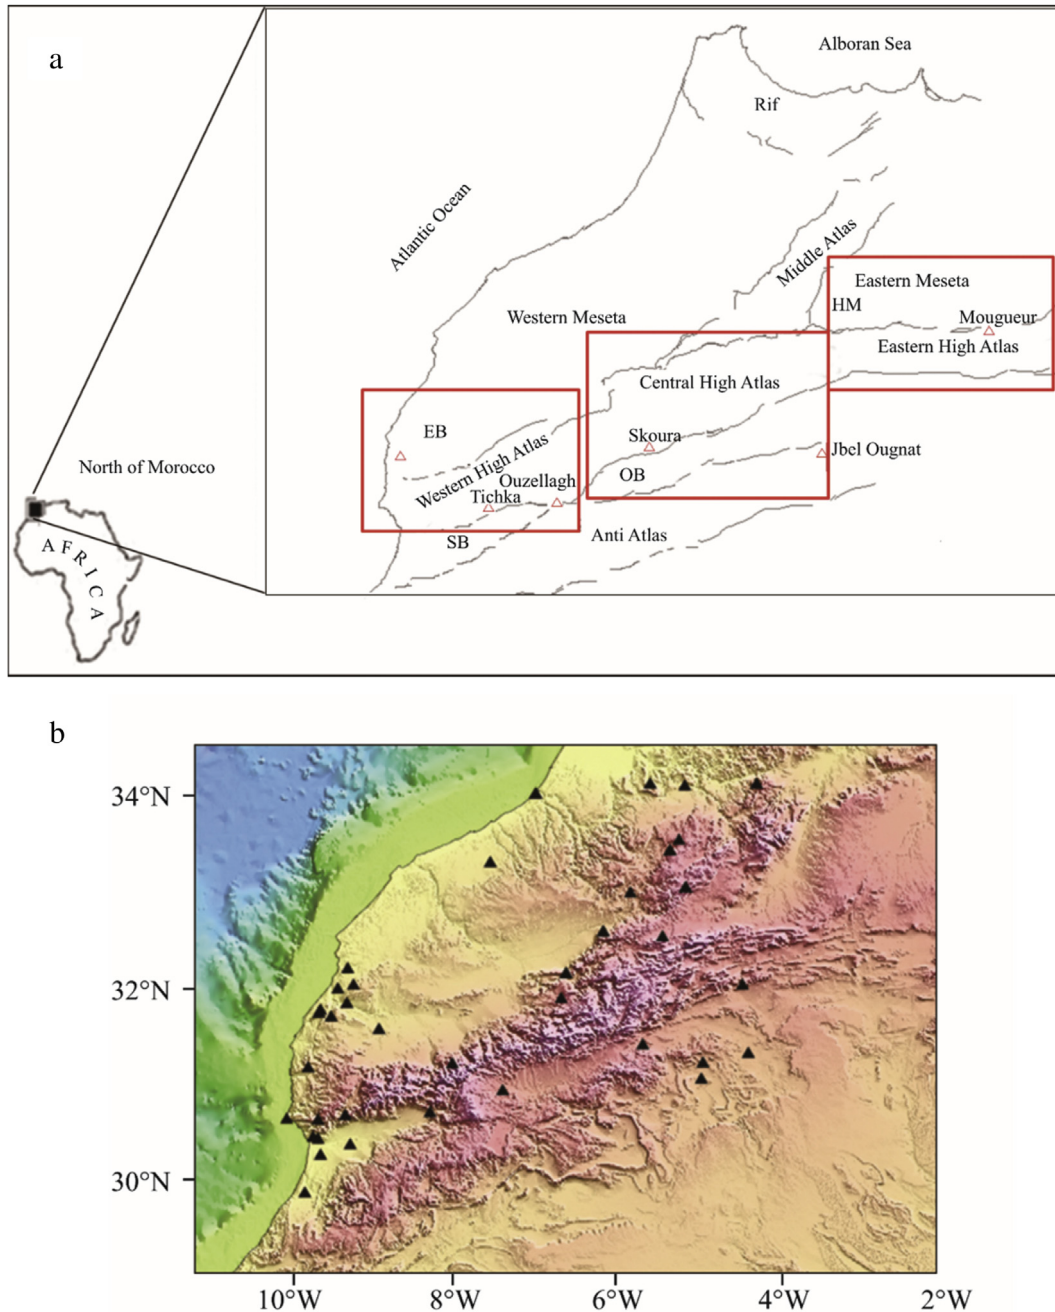 a
Alboran Sea
Rif
Atlantic Ocean
Middle Atlas
Eastern Meseta
HM
Western Meseta
Mougueur
Eastern High Atlas
Central High Atlas
EB
Skoura
Jbel Ougnat
Western High Atlas
North of Morocco
OB
Ouzellagh
Tichka
Anti Atlas
SB
AFRICA
b
34°N
32°N
30°N
10°W 8°W 6°W 4°W 2°W